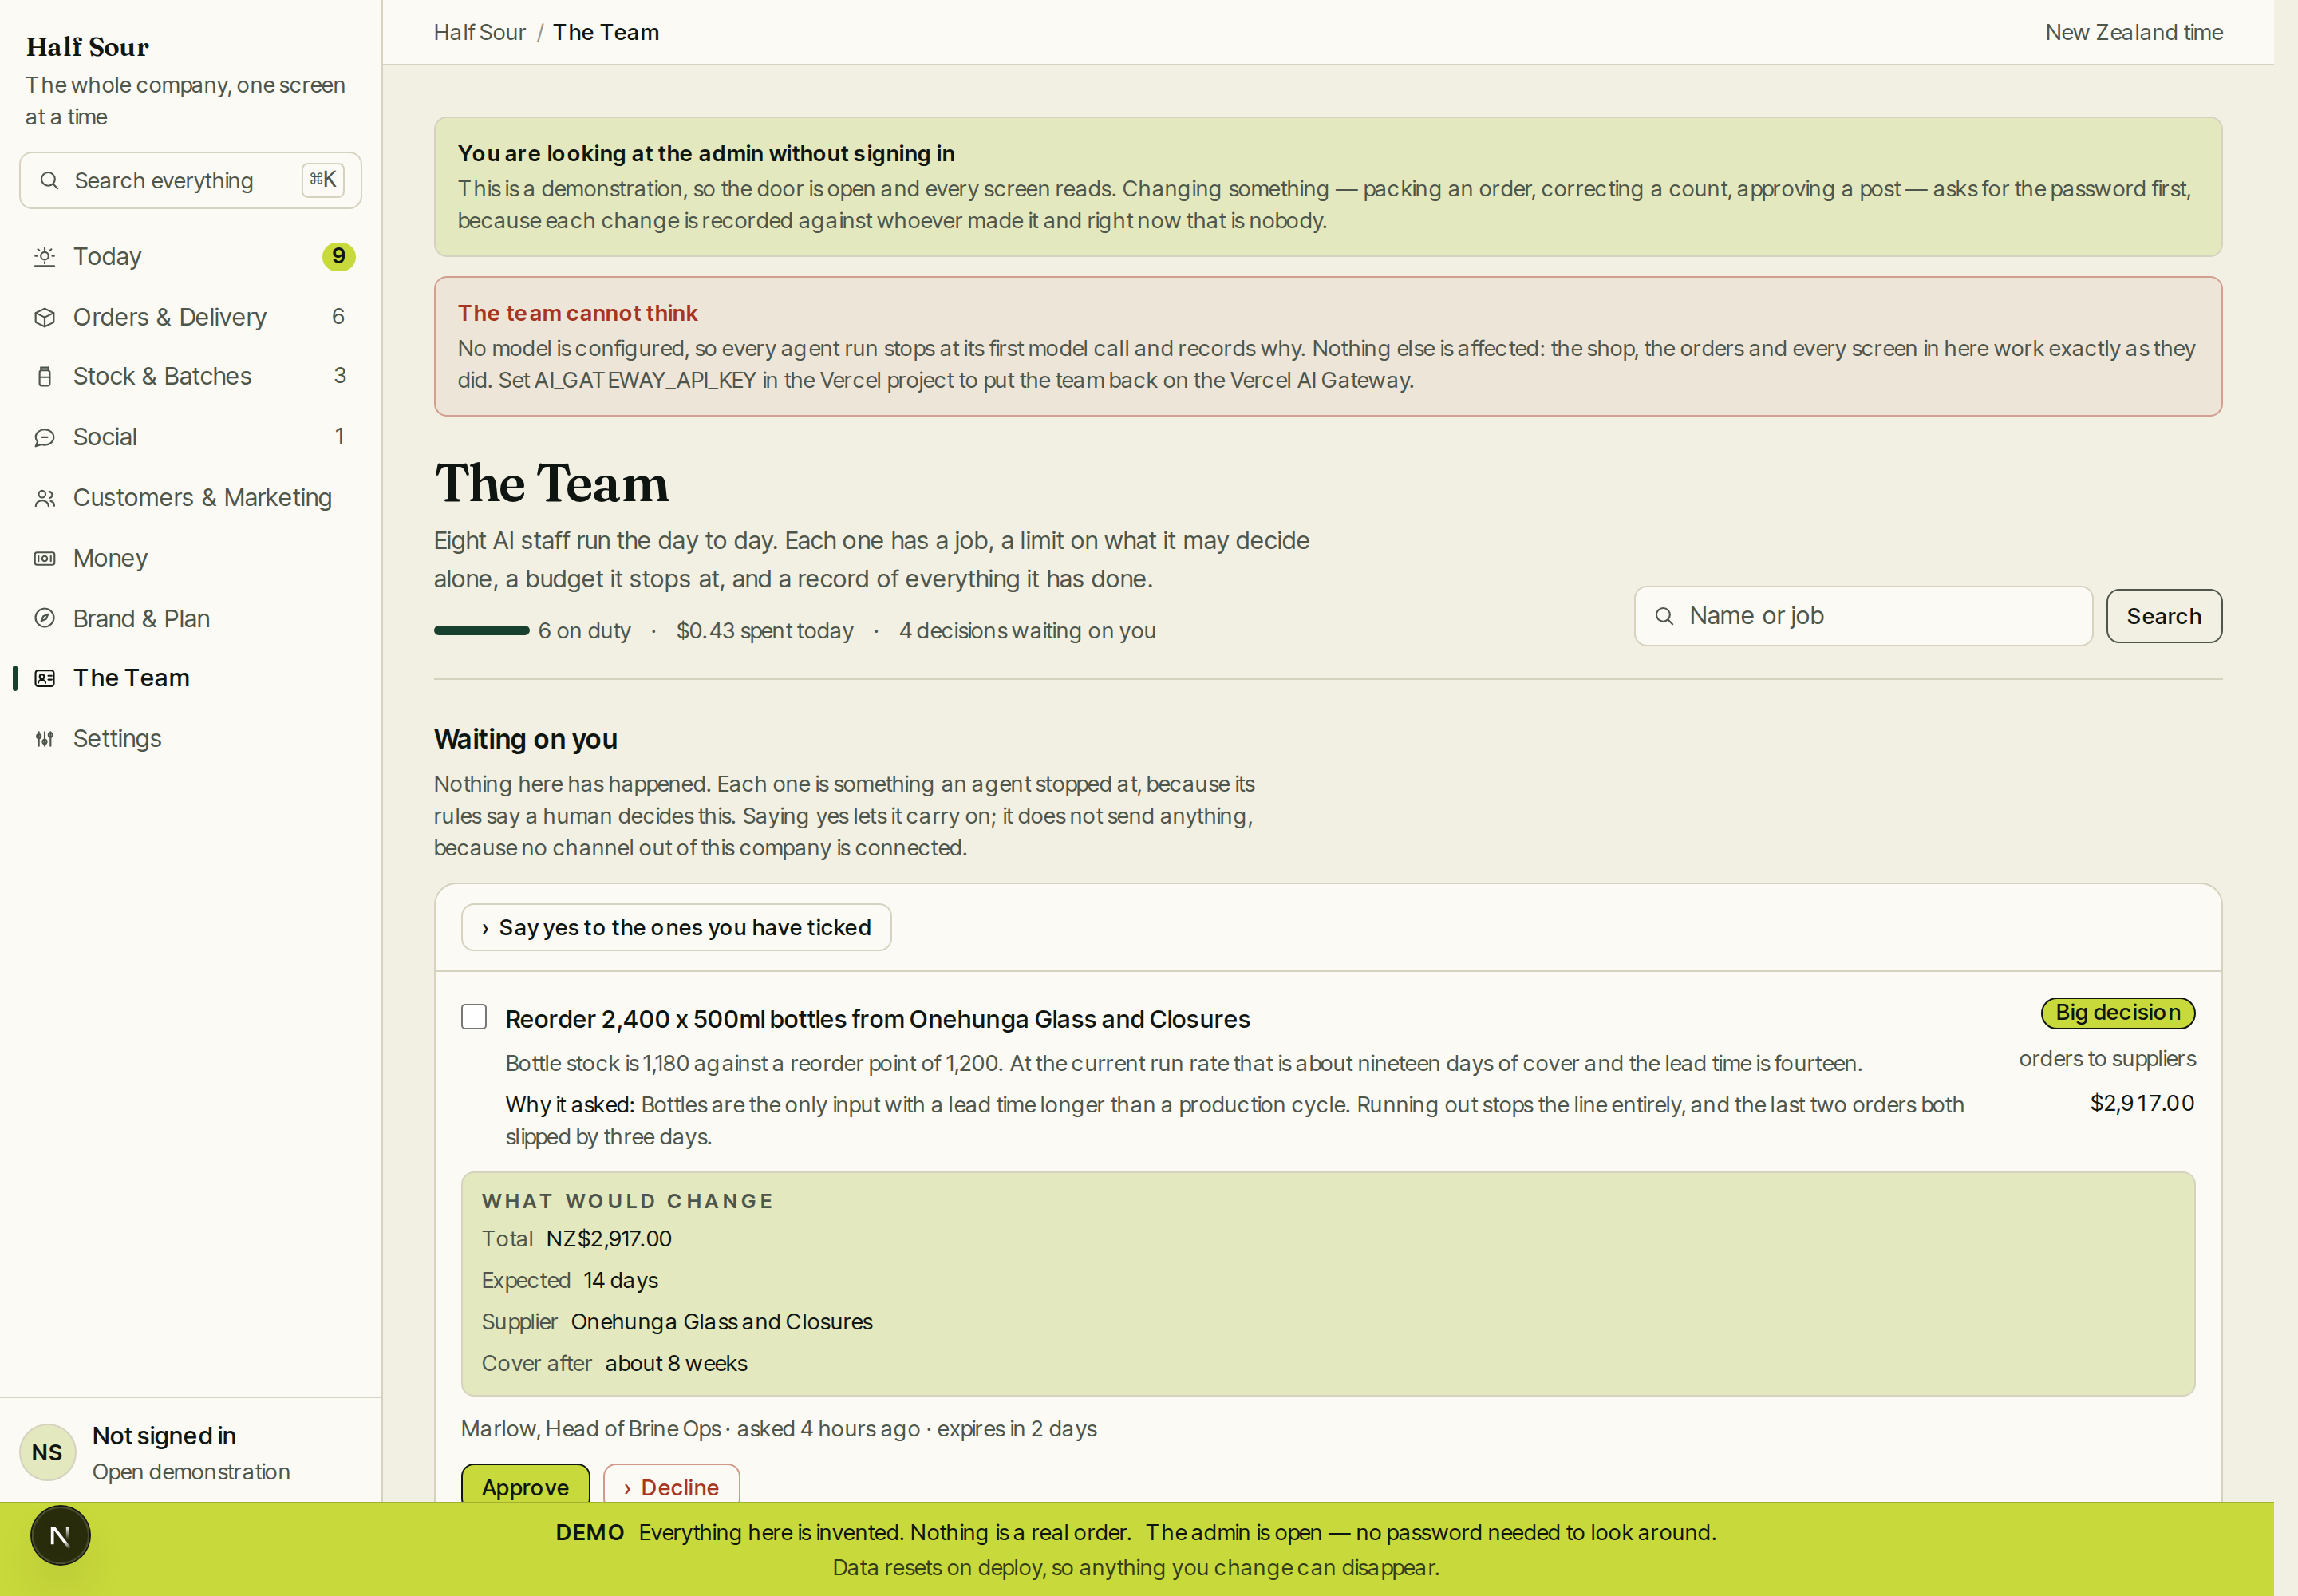 Half Sour
The whole company, one screen
at a time
Search everything ⌘K
Today 9
Orders & Delivery 6
Stock & Batches 3
Social 1
Customers & Marketing
Money
Brand & Plan
The Team
Settings
NS
Not signed in
Open demonstration
Half Sour / The Team
New Zealand time
You are looking at the admin without signing in
This is a demonstration, so the door is open and every screen reads. Changing something — packing an order, correcting a count, approving a post — asks for the password first,
because each change is recorded against whoever made it and right now that is nobody.
The team cannot think
No model is configured, so every agent run stops at its first model call and records why. Nothing else is affected: the shop, the orders and every screen in here work exactly as they
did. Set AI_GATEWAY_API_KEY in the Vercel project to put the team back on the Vercel AI Gateway.
The Team
Eight AI staff run the day to day. Each one has a job, a limit on what it may decide
alone, a budget it stops at, and a record of everything it has done.
6 on duty · $0.43 spent today · 4 decisions waiting on you
Name or job
Search
Waiting on you
Nothing here has happened. Each one is something an agent stopped at, because its
rules say a human decides this. Saying yes lets it carry on; it does not send anything,
because no channel out of this company is connected.
› Say yes to the ones you have ticked
Reorder 2,400 x 500ml bottles from Onehunga Glass and Closures
Big decision
Bottle stock is 1,180 against a reorder point of 1,200. At the current run rate that is about nineteen days of cover and the lead time is fourteen.
orders to suppliers
Why it asked: Bottles are the only input with a lead time longer than a production cycle. Running out stops the line entirely, and the last two orders both
slipped by three days.
$2,917.00
WHAT WOULD CHANGE
Total NZ$2,917.00
Expected 14 days
Supplier Onehunga Glass and Closures
Cover after about 8 weeks
Marlow, Head of Brine Ops · asked 4 hours ago · expires in 2 days
Approve
› Decline
N
DEMO Everything here is invented. Nothing is a real order. The admin is open — no password needed to look around.
Data resets on deploy, so anything you change can disappear.